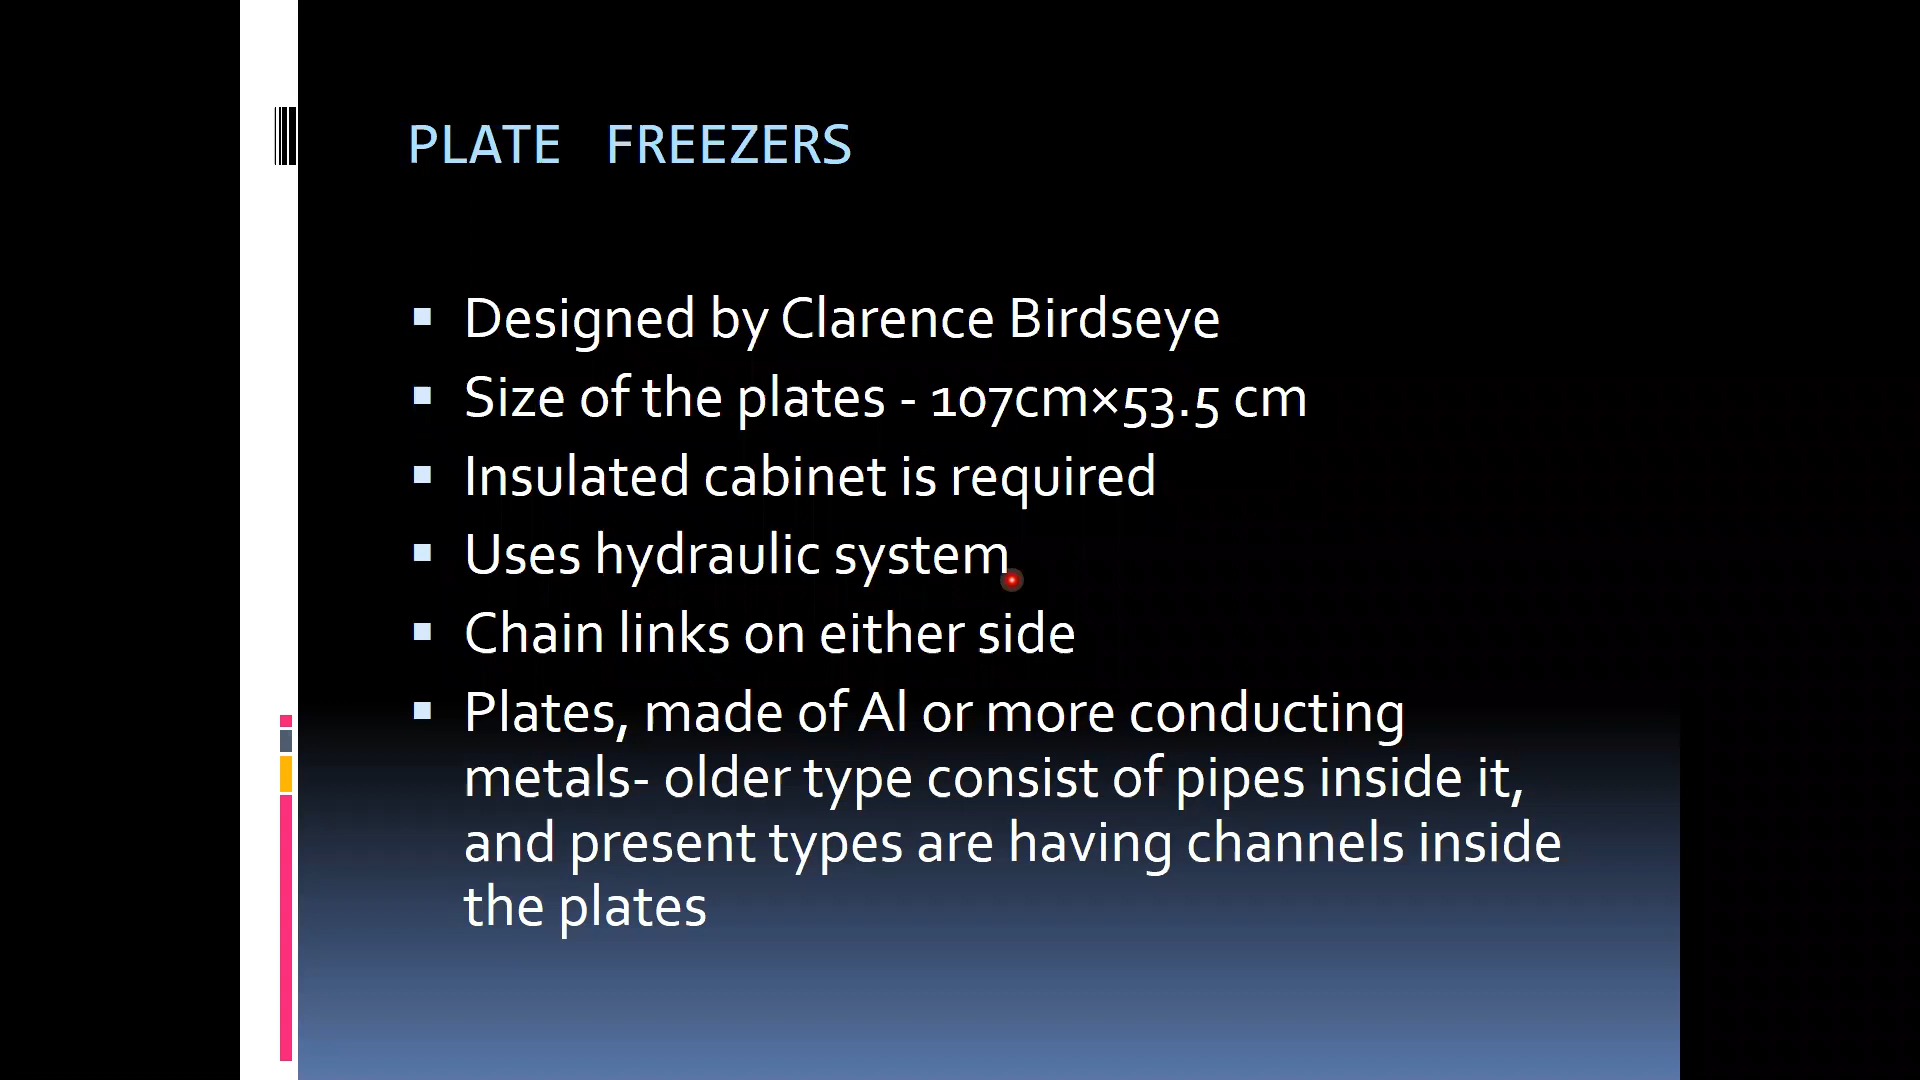 PLATE FREEZERS
Designed by Clarence Birdseye
Size of the plates - 107cm×53.5 cm
Insulated cabinet is required
Uses hydraulic system
Chain links on either side
Plates, made of Al or more conducting
metals- older type consist of pipes inside it,
and present types are having channels inside
the plates